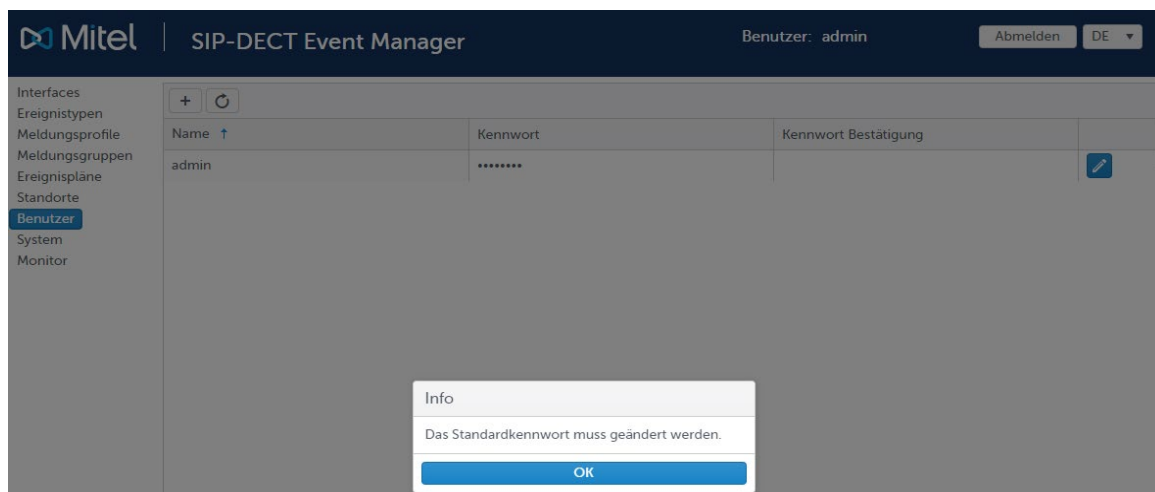 Mitel SIP-DECT Event Manager Benutzer: admin Abmelden DE
Interfaces
Ereignistypen
Meldungsprofile
Meldungsgruppen
Ereignispläne
Standorte
Benutzer
System
Monitor
+
Name ↑ Kennwort Kennwort Bestätigung
admin ••••••••
Info
Das Standardkennwort muss geändert werden.
OK